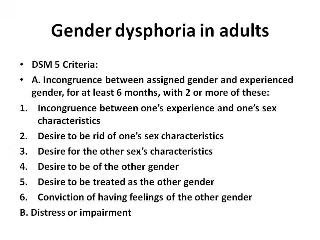 Gender dysphoria in adults
• DSM 5 Criteria:
• A. Incongruence between assigned gender and experienced
gender, for at least 6 months, with 2 or more of these:
1. Incongruence between one's experience and one's sex
characteristics
2. Desire to be rid of one's sex characteristics
3. Desire for the other sex's characteristics
4. Desire to be of the other gender
5. Desire to be treated as the other gender
6. Conviction of having feelings of the other gender
B. Distress or impairment